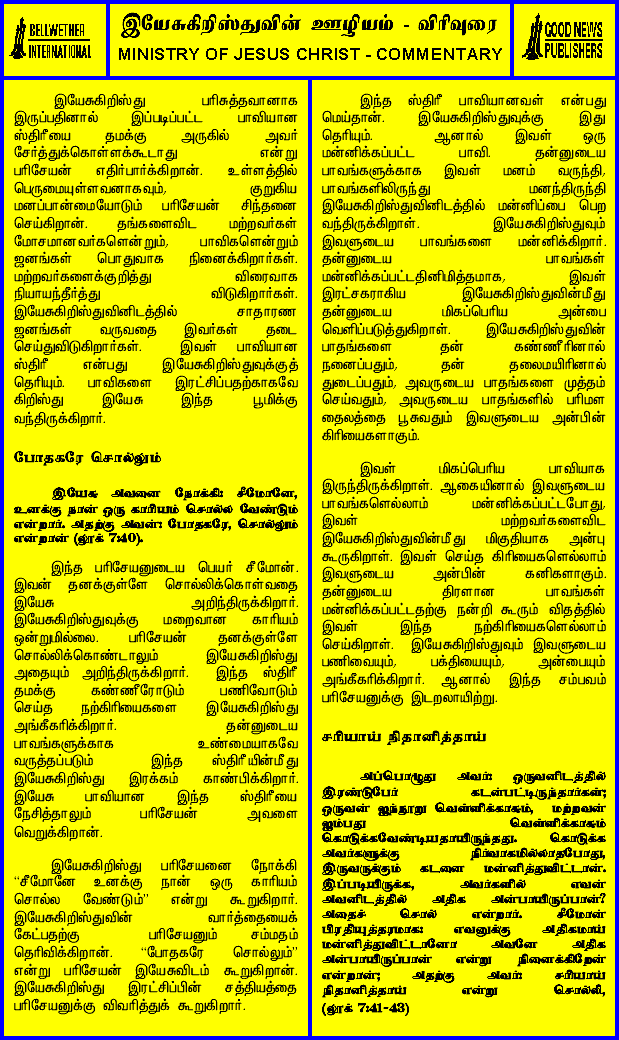 BELLWETHER
INTERNATIONAL
இயேசுகிறிஸ்துவின் ஊழியம் - விரிவுரை
MINISTRY OF JESUS CHRIST - COMMENTARY
GOOD NEWS
PUBLISHERS
இயேசுகிறிஸ்து பரிசுத்தவானாக
இருப்பதினால் இப்படிப்பட்ட பாவியான
ஸ்திரீயை தமக்கு அருகில் அவர்
சேர்த்துக்கொள்ளக்கூடாது என்று
பரிசேயன் எதிர்பார்க்கிறான். உள்ளத்தில்
பெருமையுள்ளவனாகவும், குறுகிய
மனப்பான்மையோடும் பரிசேயன் சிந்தனை
செய்கிறான். தங்களைவிட மற்றவர்கள்
மோசமானவர்களென்றும், பாவிகளென்றும்
ஜனங்கள் பொதுவாக நினைக்கிறார்கள்.
மற்றவர்களைக்குறித்து விரைவாக
நியாயந்தீர்த்து விடுகிறார்கள்.
இயேசுகிறிஸ்துவினிடத்தில் சாதாரண
ஜனங்கள் வருவதை இவர்கள் தடை
செய்துவிடுகிறார்கள். இவள் பாவியான
ஸ்திரீ என்பது இயேசுகிறிஸ்துவுக்குத்
தெரியும். பாவிகளை இரட்சிப்பதற்காகவே
கிறிஸ்து இயேசு இந்த பூமிக்கு
வந்திருக்கிறார்.
போதகரே சொல்லும்
இயேசு அவனை நோக்கி: சீமோனே,
உனக்கு நான் ஒரு காரியம் சொல்ல வேண்டும்
என்றார். அதற்கு அவன்: போதகரே, சொல்லும்
என்றான் (லூக் 7:40).
இந்த பரிசேயனுடைய பெயர் சீமோன்.
இவன் தனக்குள்ளே சொல்லிக்கொள்வதை
இயேசு அறிந்திருக்கிறார்.
இயேசுகிறிஸ்துவுக்கு மறைவான காரியம்
ஒன்றுமில்லை. பரிசேயன் தனக்குள்ளே
சொல்லிக்கொண்டாலும் இயேசுகிறிஸ்து
அதையும் அறிந்திருக்கிறார். இந்த ஸ்திரீ
தமக்கு கண்ணீரோடும் பணிவோடும்
செய்த நற்கிரியைகளை இயேசுகிறிஸ்து
அங்கீகரிக்கிறார். தன்னுடைய
பாவங்களுக்காக உண்மையாகவே
வருத்தப்படும் இந்த ஸ்திரீயின்மீது
இயேசுகிறிஸ்து இரக்கம் காண்பிக்கிறார்.
இயேசு பாவியான இந்த ஸ்திரீயை
நேசித்தாலும் பரிசேயன் அவளை
வெறுக்கிறான்.
இயேசுகிறிஸ்து பரிசேயனை நோக்கி
“சீமோனே உனக்கு நான் ஒரு காரியம்
சொல்ல வேண்டும்” என்று கூறுகிறார்.
இயேசுகிறிஸ்துவின் வார்த்தையைக்
கேட்பதற்கு பரிசேயனும் சம்மதம்
தெரிவிக்கிறான். “போதகரே சொல்லும்”
என்று பரிசேயன் இயேசுவிடம் கூறுகிறான்.
இயேசுகிறிஸ்து இரட்சிப்பின் சத்தியத்தை
பரிசேயனுக்கு விவரித்துக் கூறுகிறார்.
இந்த ஸ்திரீ பாவியானவள் என்பது
மெய்தான். இயேசுகிறிஸ்துவுக்கு இது
தெரியும். ஆனால் இவள் ஒரு
மன்னிக்கப்பட்ட பாவி. தன்னுடைய
பாவங்களுக்காக இவள் மனம் வருந்தி,
பாவங்களிலிருந்து மனந்திருந்தி
இயேசுகிறிஸ்துவினிடத்தில் மன்னிப்பை பெற
வந்திருக்கிறாள். இயேசுகிறிஸ்துவும்
இவளுடைய பாவங்களை மன்னிக்கிறார்.
தன்னுடைய பாவங்கள்
மன்னிக்கப்பட்டதினிமித்தமாக, இவள்
இரட்சகராகிய இயேசுகிறிஸ்துவின்மீது
தன்னுடைய மிகப்பெரிய அன்பை
வெளிப்படுத்துகிறாள். இயேசுகிறிஸ்துவின்
பாதங்களை தன் கண்ணீரினால்
நனைப்பதும், தன் தலைமயிரினால்
துடைப்பதும், அவருடைய பாதங்களை முத்தம்
செய்வதும், அவருடைய பாதங்களில் பரிமள
தைலத்தை பூசுவதும் இவளுடைய அன்பின்
கிரியைகளாகும்.
இவள் மிகப்பெரிய பாவியாக
இருந்திருக்கிறாள். ஆகையினால் இவளுடைய
பாவங்களெல்லாம் மன்னிக்கப்பட்டபோது,
இவள் மற்றவர்களைவிட
இயேசுகிறிஸ்துவின்மீது மிகுதியாக அன்பு
கூருகிறாள். இவள் செய்த கிரியைகளெல்லாம்
இவளுடைய அன்பின் கனிகளாகும்.
தன்னுடைய திரளான பாவங்கள்
மன்னிக்கப்பட்டதற்கு நன்றி கூரும் விதத்தில்
இவள் இந்த நற்கிரியைகளெல்லாம்
செய்கிறாள். இயேசுகிறிஸ்துவும் இவளுடைய
பணிவையும், பக்தியையும், அன்பையும்
அங்கீகரிக்கிறார். ஆனால் இந்த சம்பவம்
பரிசேயனுக்கு இடறலாயிற்று.
சரியாய் நிதானித்தாய்
அப்பொழுது அவர்: ஒருவனிடத்தில்
இரண்டுபேர் கடன்பட்டிருந்தார்கள்;
ஒருவன் ஐந்நூறு வெள்ளிக்காசும், மற்றவன்
ஐம்பது வெள்ளிக்காசும்
கொடுக்கவேண்டியதாயிருந்தது. கொடுக்க
அவர்களுக்கு நிர்வாகமில்லாதபோது,
இருவருக்கும் கடனை மன்னித்துவிட்டான்.
இப்படியிருக்க, அவர்களில் எவன்
அவனிடத்தில் அதிக அன்பாயிருப்பான்?
அதைச் சொல் என்றார். சீமோன்
பிரதியுத்தரமாக: எவனுக்கு அதிகமாய்
மன்னித்துவிட்டானோ அவனே அதிக
அன்பாயிருப்பான் என்று நினைக்கிறேன்
என்றான்; அதற்கு அவர்: சரியாய்
நிதானித்தாய் என்று சொல்லி,
(லூக் 7:41-43)